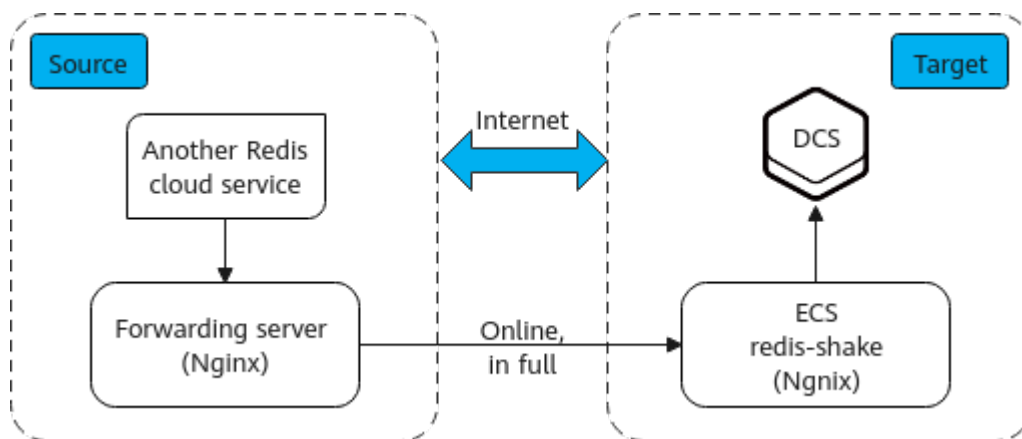 Source
Target
Internet
Another Redis
cloud service
DCS
Forwarding server
(Nginx)
Online,
in full
ECS
redis-shake
(Ngnix)